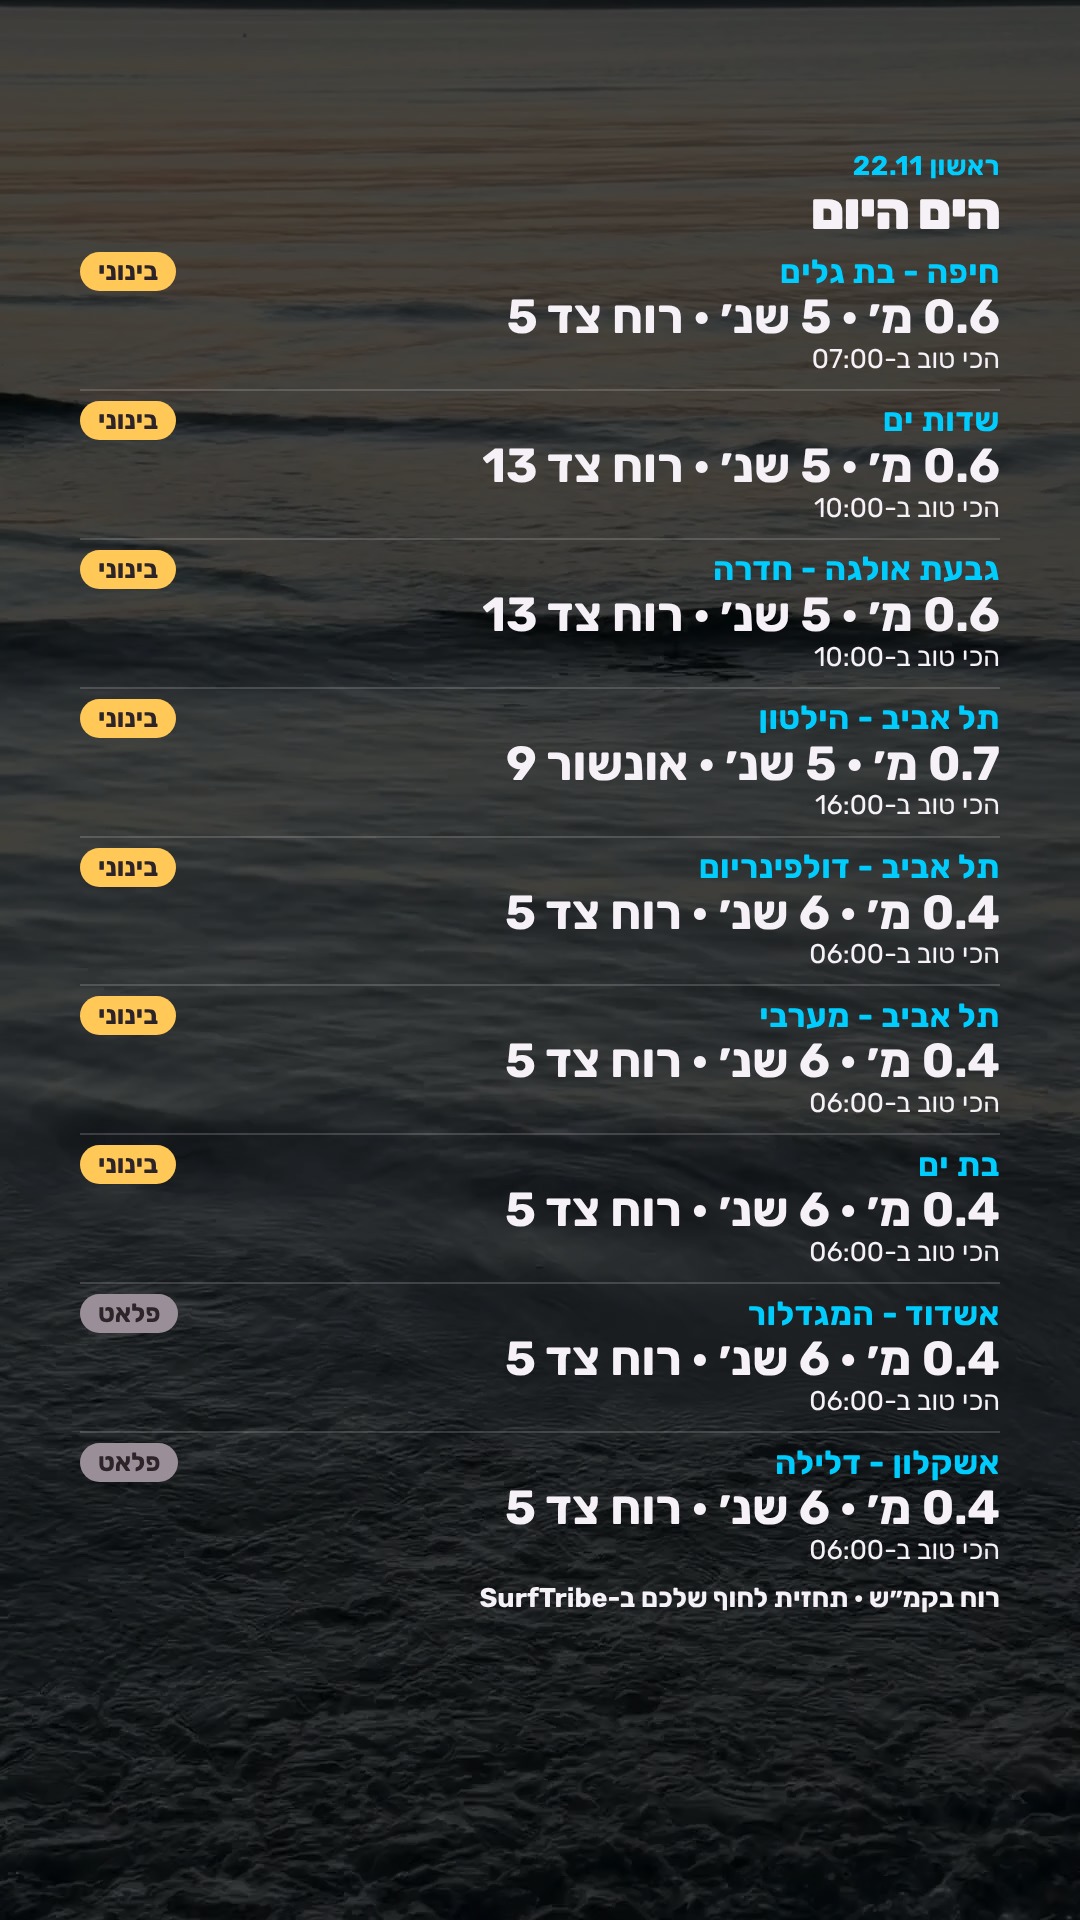 ראשון 22.11
הים היום
חיפה - בת גלים
בינוני
0.6 מ׳ • 5 שנ׳ • רוח צד 5
הכי טוב ב-07:00
שדות ים
בינוני
0.6 מ׳ • 5 שנ׳ • רוח צד 13
הכי טוב ב-10:00
גבעת אולגה - חדרה
בינוני
0.6 מ׳ • 5 שנ׳ • רוח צד 13
הכי טוב ב-10:00
תל אביב - הילטון
בינוני
0.7 מ׳ • 5 שנ׳ • אונשור 9
הכי טוב ב-16:00
תל אביב - דולפינריום
בינוני
0.4 מ׳ • 6 שנ׳ • רוח צד 5
הכי טוב ב-06:00
תל אביב - מערבי
בינוני
0.4 מ׳ • 6 שנ׳ • רוח צד 5
הכי טוב ב-06:00
בת ים
בינוני
0.4 מ׳ • 6 שנ׳ • רוח צד 5
הכי טוב ב-06:00
אשדוד - המגדלור
פלאט
0.4 מ׳ • 6 שנ׳ • רוח צד 5
הכי טוב ב-06:00
אשקלון - דלילה
פלאט
0.4 מ׳ • 6 שנ׳ • רוח צד 5
הכי טוב ב-06:00
רוח בקמ״ש • תחזית לחוף שלכם ב-SurfTribe